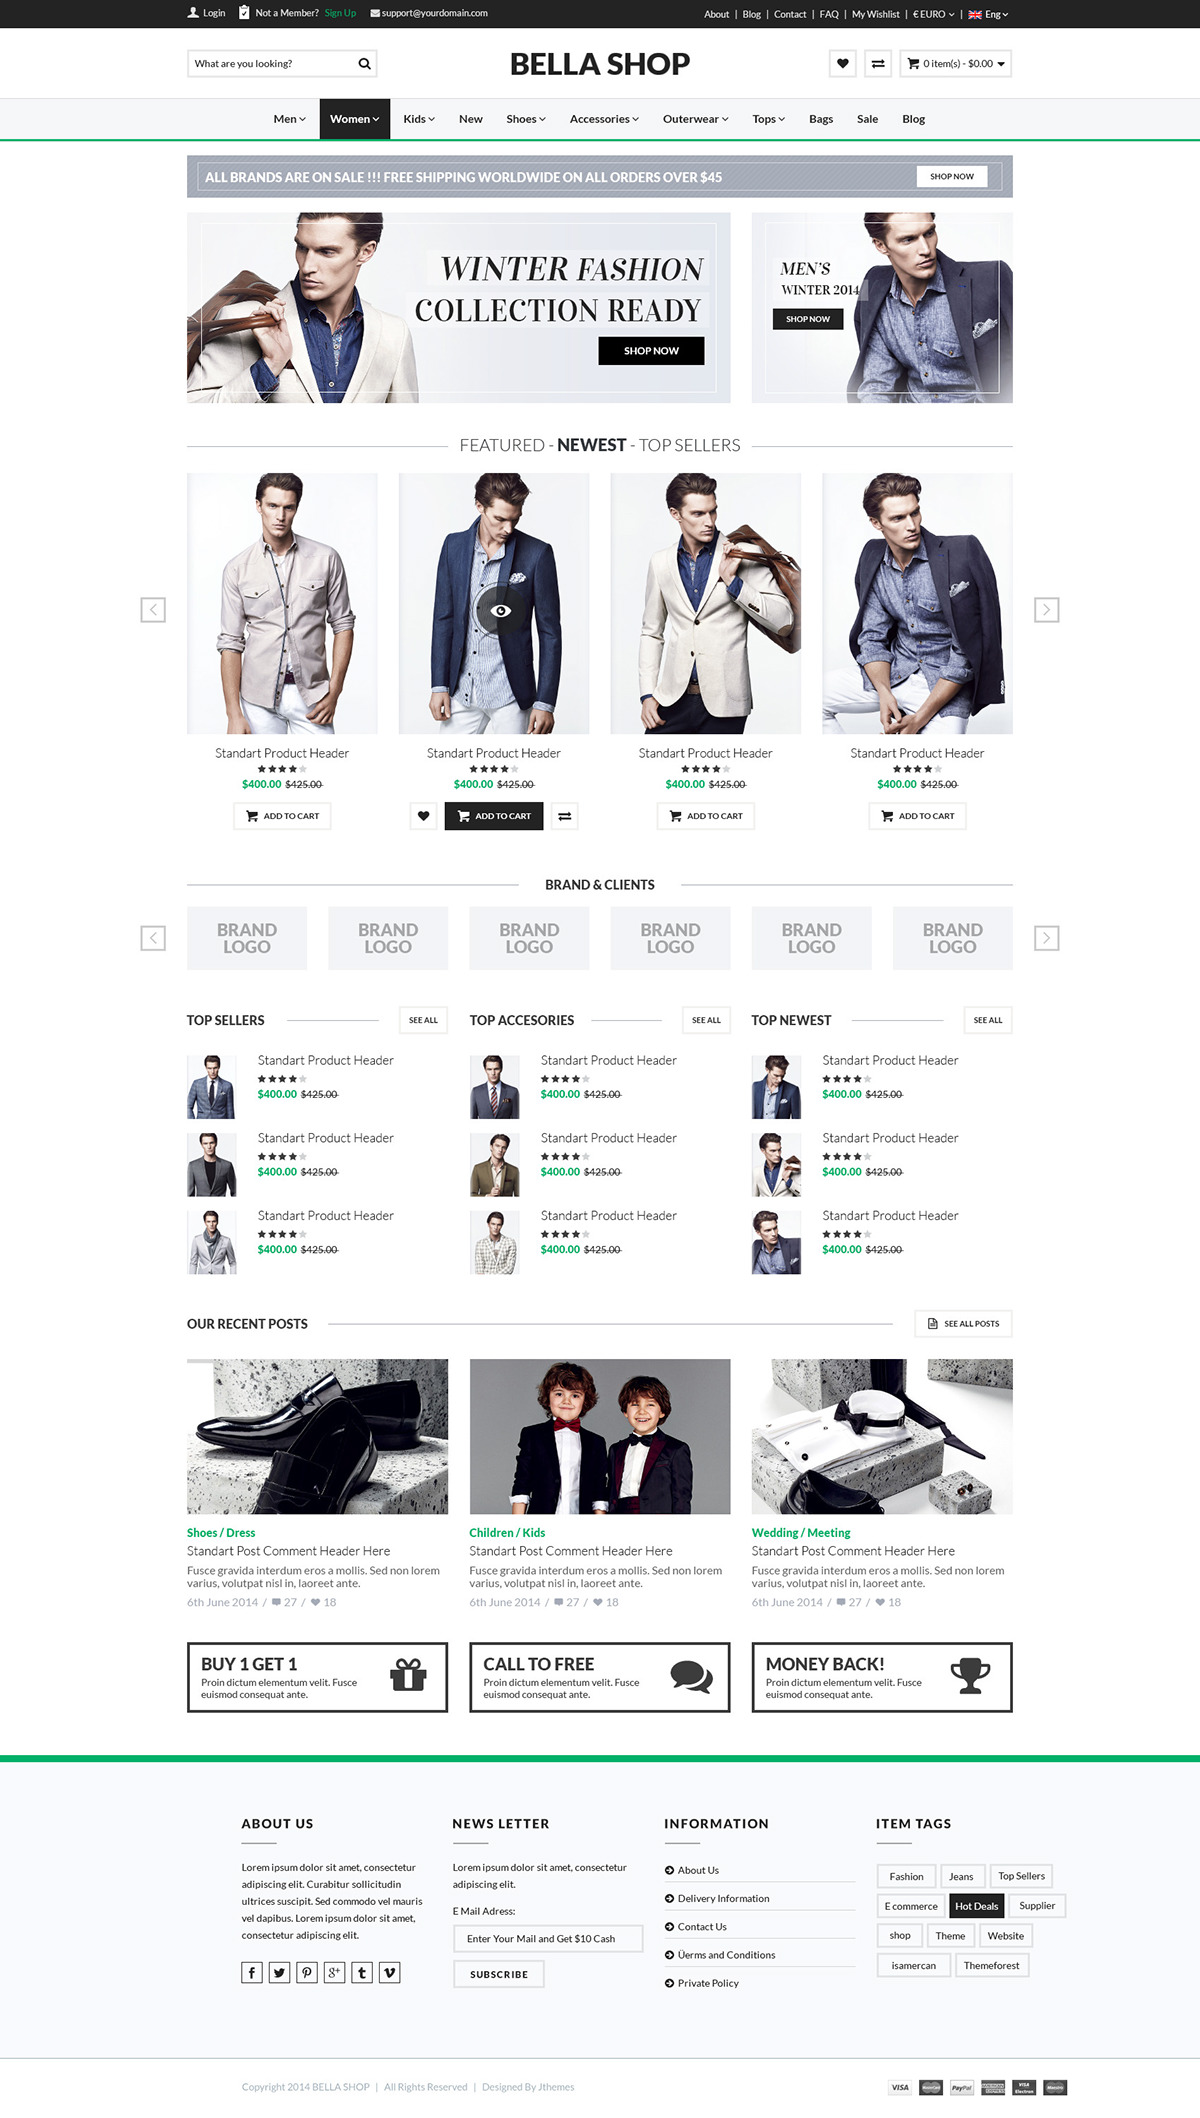 Login Not a Member? Sign Up support@yourdomain.com
About | Blog | Contact | FAQ | My Wishlist | € EURO | Eng
What are you looking?
BELLA SHOP
0 item(s) - $0.00
Men Women Kids New Shoes Accessories Outerwear Tops Bags Sale Blog
ALL BRANDS ARE ON SALE !!! FREE SHIPPING WORLDWIDE ON ALL ORDERS OVER $45
SHOP NOW
WINTER FASHION
COLLECTION READY
SHOP NOW
MEN'S
WINTER 2014
SHOP NOW
FEATURED - NEWEST - TOP SELLERS
Standart Product Header
$400.00 $425.00
ADD TO CART
Standart Product Header
$400.00 $425.00
ADD TO CART
Standart Product Header
$400.00 $425.00
ADD TO CART
Standart Product Header
$400.00 $425.00
ADD TO CART
BRAND & CLIENTS
BRAND
LOGO
BRAND
LOGO
BRAND
LOGO
BRAND
LOGO
BRAND
LOGO
BRAND
LOGO
TOP SELLERS
SEE ALL
Standart Product Header
$400.00 $425.00
Standart Product Header
$400.00 $425.00
Standart Product Header
$400.00 $425.00
TOP ACCESORIES
SEE ALL
Standart Product Header
$400.00 $425.00
Standart Product Header
$400.00 $425.00
Standart Product Header
$400.00 $425.00
TOP NEWEST
SEE ALL
Standart Product Header
$400.00 $425.00
Standart Product Header
$400.00 $425.00
Standart Product Header
$400.00 $425.00
OUR RECENT POSTS
SEE ALL POSTS
Shoes / Dress
Standart Post Comment Header Here
Fusce gravida interdum eros a mollis. Sed non lorem
varius, volutpat nisl in, laoreet ante.
6th June 2014 / 27 / 18
Children / Kids
Standart Post Comment Header Here
Fusce gravida interdum eros a mollis. Sed non lorem
varius, volutpat nisl in, laoreet ante.
6th June 2014 / 27 / 18
Wedding / Meeting
Standart Post Comment Header Here
Fusce gravida interdum eros a mollis. Sed non lorem
varius, volutpat nisl in, laoreet ante.
6th June 2014 / 27 / 18
BUY 1 GET 1
Proin dictum elementum velit. Fusce
euismod consequat ante.
CALL TO FREE
Proin dictum elementum velit. Fusce
euismod consequat ante.
MONEY BACK!
Proin dictum elementum velit. Fusce
euismod consequat ante.
ABOUT US
Lorem ipsum dolor sit amet, consectetur
adipiscing elit. Curabitur sollicitudin
ultrices suscipit. Sed commodo vel mauris
vel dapibus. Lorem ipsum dolor sit amet,
consectetur adipiscing elit.
NEWS LETTER
Lorem ipsum dolor sit amet, consectetur
adipiscing elit.
E Mail Adress:
Enter Your Mail and Get $10 Cash
SUBSCRIBE
INFORMATION
About Us
Delivery Information
Contact Us
Üerms and Conditions
Private Policy
ITEM TAGS
Fashion Jeans Top Sellers
E commerce Hot Deals Supplier
shop Theme Website
isamercan Themeforest
Copyright 2014 BELLA SHOP | All Rights Reserved | Designed By Jthemes
VISA MasterCard PayPal AMERICAN EXPRESS VISA Electron Maestro